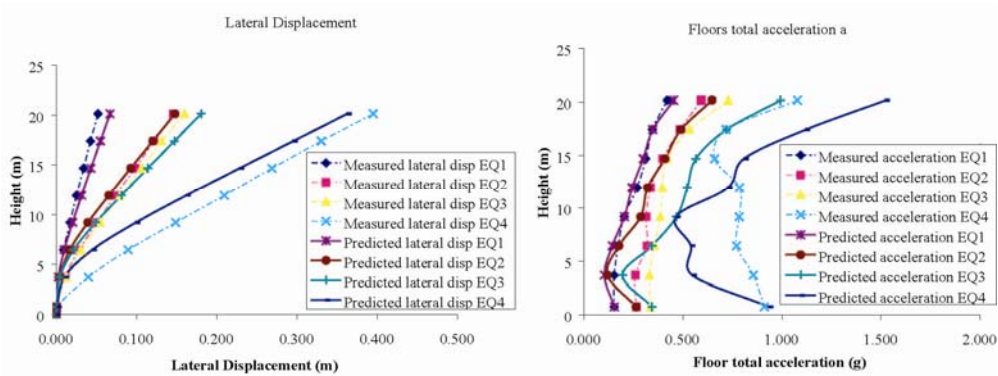 Lateral Displacement
25
20
15
10
5
0
Height (m)
0.000 0.100 0.200 0.300 0.400 0.500
Lateral Displacement (m)
Measured lateral disp EQ1
Measured lateral disp EQ2
Measured lateral disp EQ3
Measured lateral disp EQ4
Predicted lateral disp EQ1
Predicted lateral disp EQ2
Predicted lateral disp EQ3
Predicted lateral disp EQ4
Floors total acceleration a
25
20
15
10
5
0
Height (m)
0.000 0.500 1.000 1.500 2.000
Floor total acceleration (g)
Measured acceleration EQ1
Measured acceleration EQ2
Measured acceleration EQ3
Measured acceleration EQ4
Predicted acceleration EQ1
Predicted acceleration EQ2
Predicted acceleration EQ3
Predicted acceleration EQ4